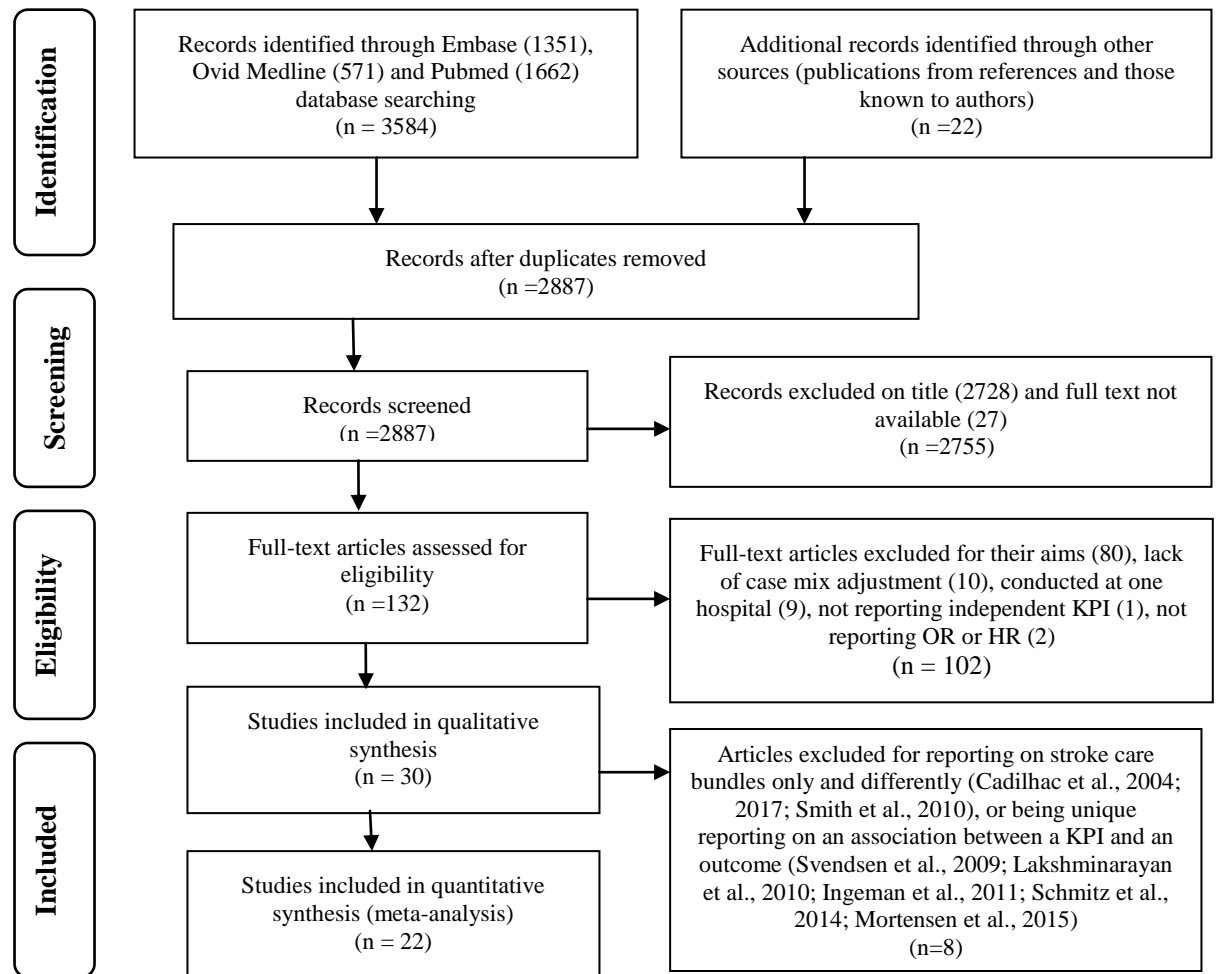 Identification
Records identified through Embase (1351),
Ovid Medline (571) and Pubmed (1662)
database searching
(n = 3584)
Additional records identified through other
sources (publications from references and those
known to authors)
(n =22)
Records after duplicates removed
(n =2887)
Screening
Records screened
(n =2887)
Records excluded on title (2728) and full text not
available (27)
(n =2755)
Eligibility
Full-text articles assessed for
eligibility
(n =132)
Full-text articles excluded for their aims (80), lack
of case mix adjustment (10), conducted at one
hospital (9), not reporting independent KPI (1), not
reporting OR or HR (2)
(n = 102)
Included
Studies included in qualitative
synthesis
(n = 30)
Articles excluded for reporting on stroke care
bundles only and differently (Cadilhac et al., 2004;
2017; Smith et al., 2010), or being unique
reporting on an association between a KPI and an
outcome (Svendsen et al., 2009; Lakshminarayan
et al., 2010; Ingeman et al., 2011; Schmitz et al.,
2014; Mortensen et al., 2015)
(n=8)
Studies included in quantitative
synthesis (meta-analysis)
(n = 22)